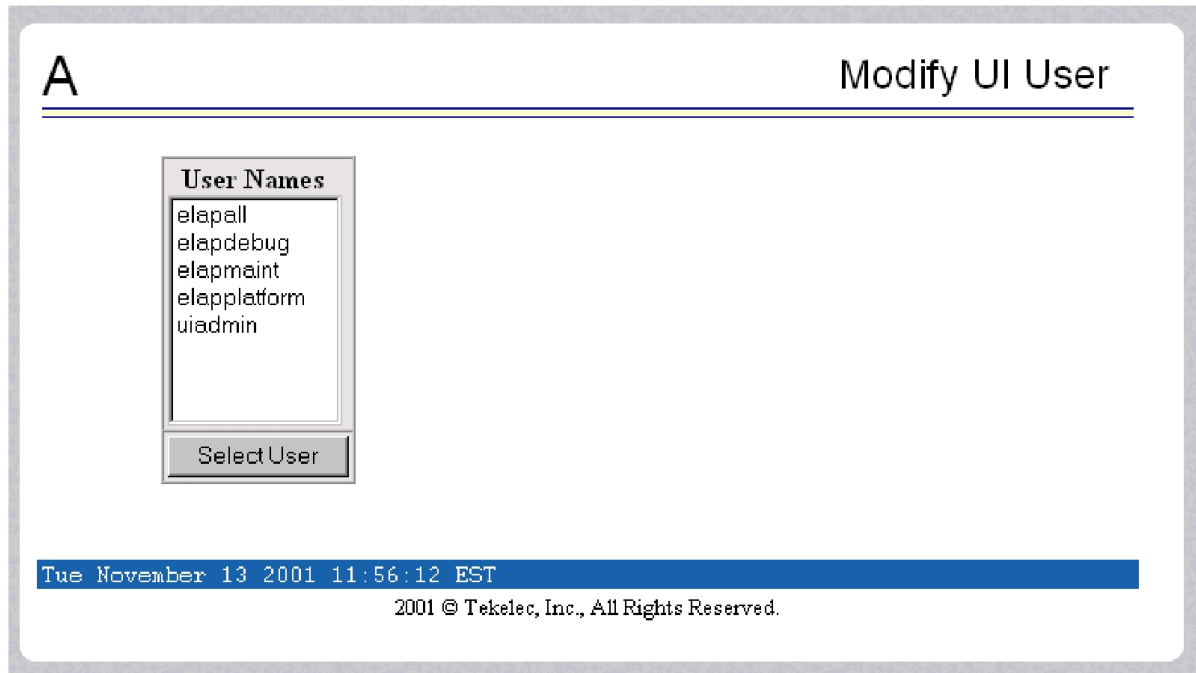 A
Modify UI User
User Names
elapall
elapdebug
elapmaint
elapplatform
uiadmin
Select User
Tue November 13 2001 11:56:12 EST
2001 © Tekelec, Inc., All Rights Reserved.